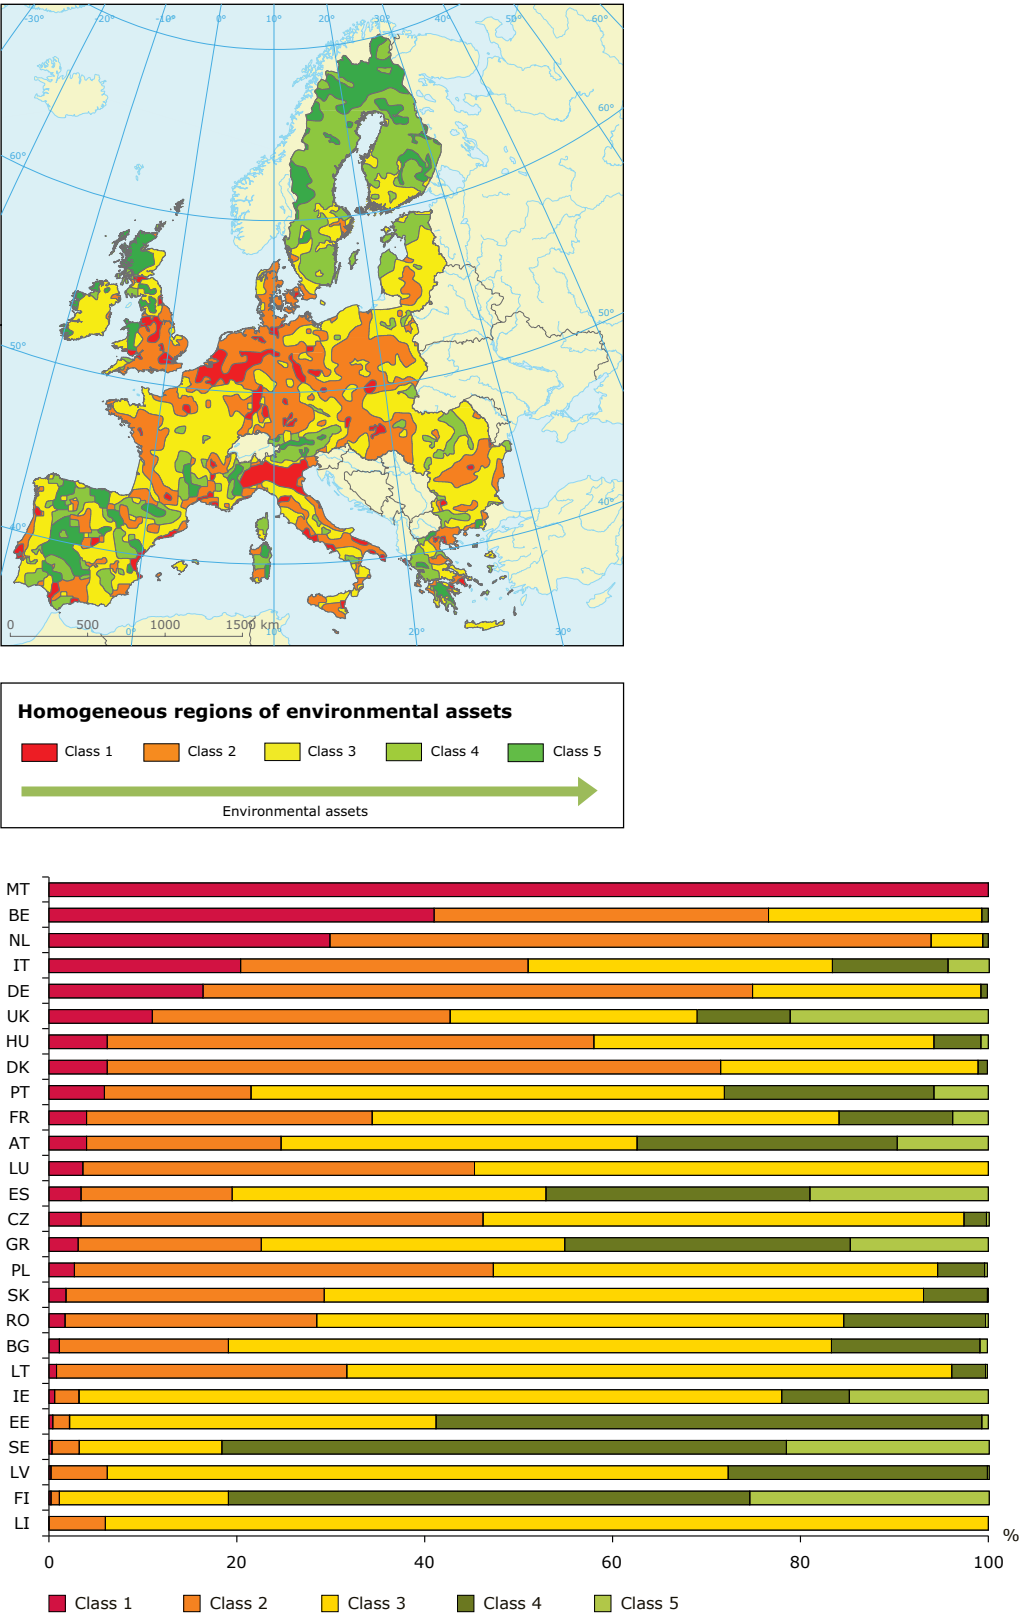 -30° -20° -10° 0° 10° 20° 30° 40° 50° 60°
60°
60°
50°
50°
40°
40°
0 500 1000 1500 km
0° 10° 20° 30°
Homogeneous regions of environmental assets
Class 1 Class 2 Class 3 Class 4 Class 5
Environmental assets
MT
BE
NL
IT
DE
UK
HU
DK
PT
FR
AT
LU
ES
CZ
GR
PL
SK
RO
BG
LT
IE
EE
SE
LV
FI
LI
%
0 20 40 60 80 100
Class 1 Class 2 Class 3 Class 4 Class 5